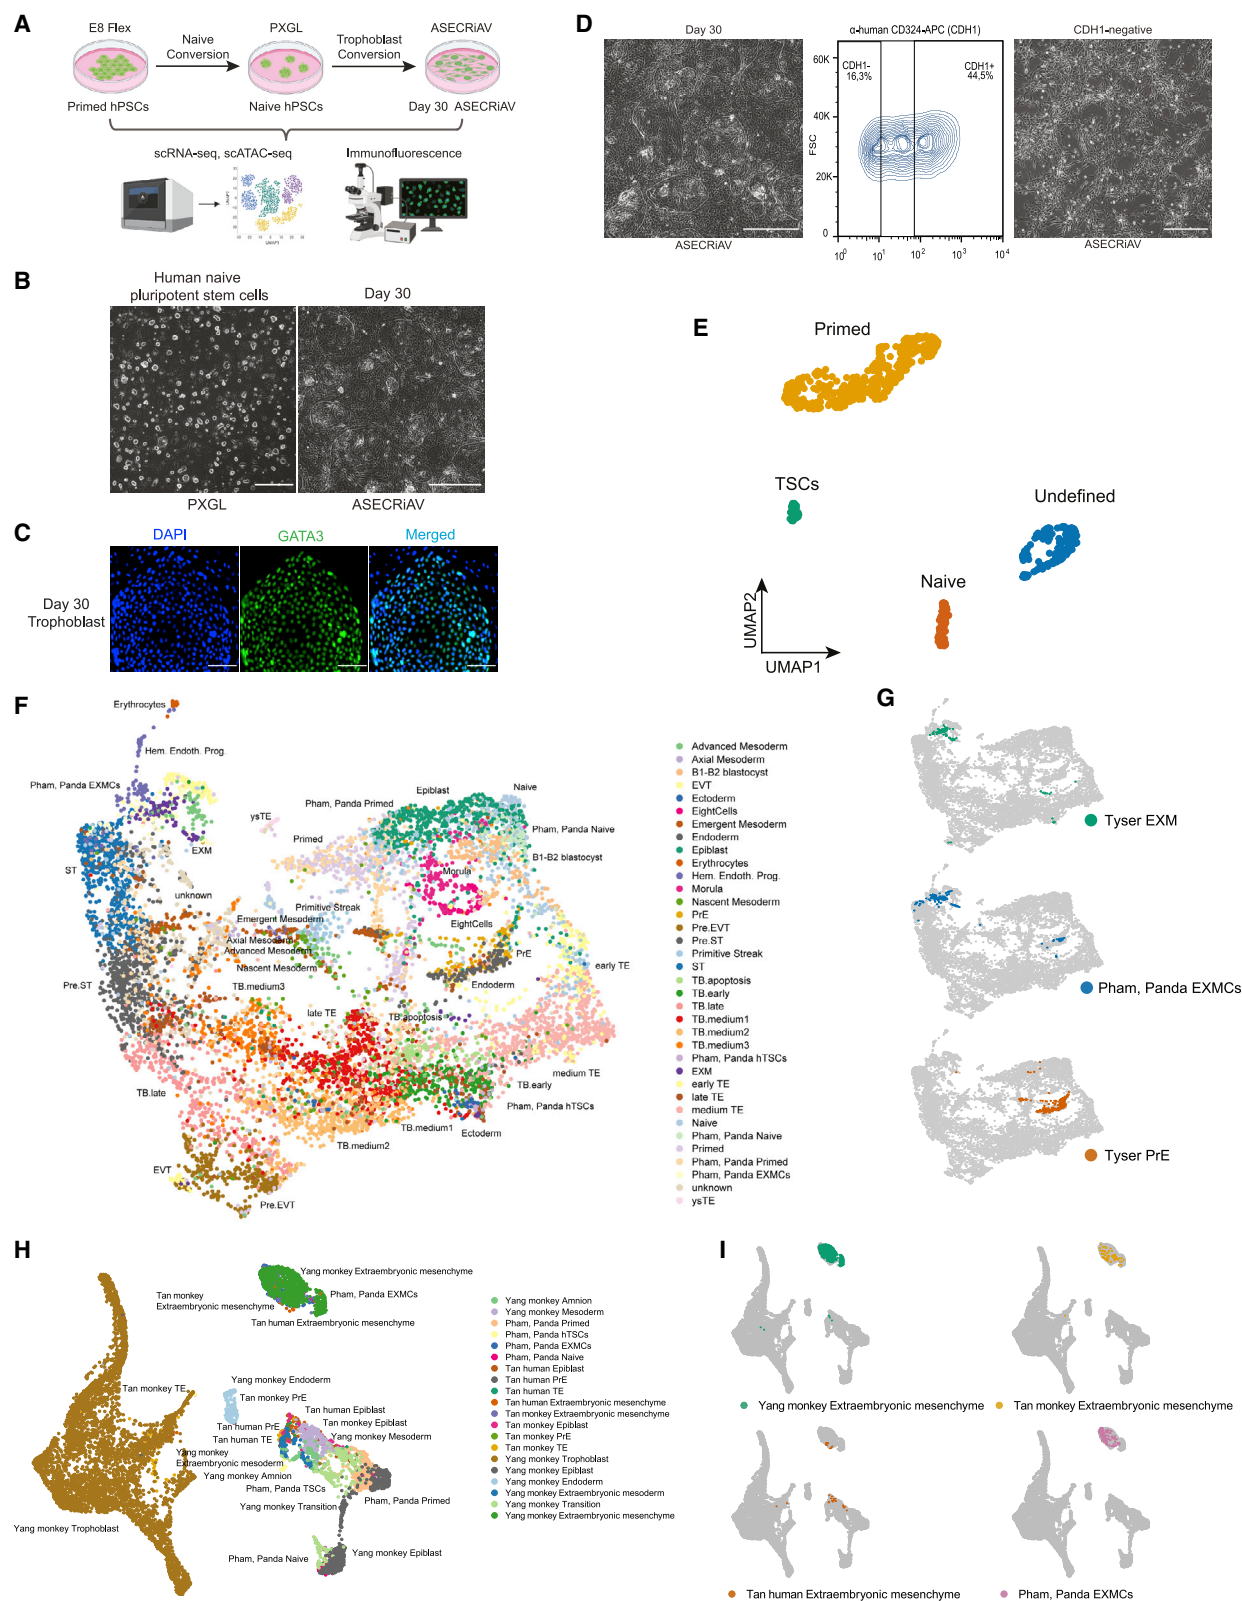 A
E8 Flex
PXGL
ASECRiAV
Naive
Conversion
Trophoblast
Conversion
Primed hPSCs
Naive hPSCs
Day 30 ASECRiAV
scRNA-seq, scATAC-seq
Immunofluorescence
UMAP1
B
Human naive
pluripotent stem cells
Day 30
PXGL
ASECRiAV
C
DAPI
GATA3
Merged
Day 30
Trophoblast
D
Day 30
α-human CD324-APC (CDH1)
CDH1-negative
60K
40K
20K
0
FSC
CDH1-
16,3%
CDH1+
44,5%
10^0
10^1
10^2
10^3
10^4
ASECRiAV
ASECRiAV
E
Primed
TSCs
Undefined
Naive
UMAP2
UMAP1
F
Erythrocytes
Hem. Endoth. Prog.
Pham, Panda EXMCs
EXM
ST
unknown
ysTE
Primed
Pham, Panda Primed
Epiblast
Naive
Pham, Panda Naive
B1-B2 blastocyst
Morula
EightCells
Primitive Streak
Emergent Mesoderm
Axial Mesoderm
Advanced Mesoderm
Nascent Mesoderm
TB.medium3
PrE
Endoderm
early TE
Pre.ST
late TE
TB.apoptosis
medium TE
TB.early
TB.late
Pham, Panda hTSCs
TB.medium1
Ectoderm
TB.medium2
EVT
Pre.EVT
Advanced Mesoderm
Axial Mesoderm
B1-B2 blastocyst
EVT
Ectoderm
EightCells
Emergent Mesoderm
Endoderm
Epiblast
Erythrocytes
Hem. Endoth. Prog.
Morula
Nascent Mesoderm
PrE
Pre.EVT
Pre.ST
Primitive Streak
ST
TB.apoptosis
TB.early
TB.late
TB.medium1
TB.medium2
TB.medium3
Pham, Panda hTSCs
EXM
early TE
late TE
medium TE
Naive
Pham, Panda Naive
Primed
Pham, Panda Primed
Pham, Panda EXMCs
unknown
ysTE
G
Tyser EXM
Pham, Panda EXMCs
Tyser PrE
H
Yang monkey Extraembryonic mesenchyme
Tan monkey
Extraembryonic mesenchyme
Pham, Panda EXMCs
Tan human Extraembryonic mesenchyme
Yang monkey Endoderm
Tan monkey TE
Tan monkey PrE
Tan human Epiblast
Tan human PrE
Tan monkey Epiblast
Tan human TE
Yang monkey Mesoderm
Yang monkey
Extraembryonic mesoderm
Yang monkey Amnion
Pham, Panda TSCs
Yang monkey Transition
Pham, Panda Primed
Yang monkey Trophoblast
Pham, Panda Naive
Yang monkey Epiblast
Yang monkey Amnion
Yang monkey Mesoderm
Pham, Panda Primed
Pham, Panda hTSCs
Pham, Panda EXMCs
Pham, Panda Naive
Tan human Epiblast
Tan human PrE
Tan human TE
Tan human Extraembryonic mesenchyme
Tan monkey Extraembryonic mesenchyme
Tan monkey Epiblast
Tan monkey PrE
Tan monkey TE
Yang monkey Trophoblast
Yang monkey Epiblast
Yang monkey Endoderm
Yang monkey Extraembryonic mesoderm
Yang monkey Transition
Yang monkey Extraembryonic mesenchyme
I
Yang monkey Extraembryonic mesenchyme
Tan monkey Extraembryonic mesenchyme
Tan human Extraembryonic mesenchyme
Pham, Panda EXMCs